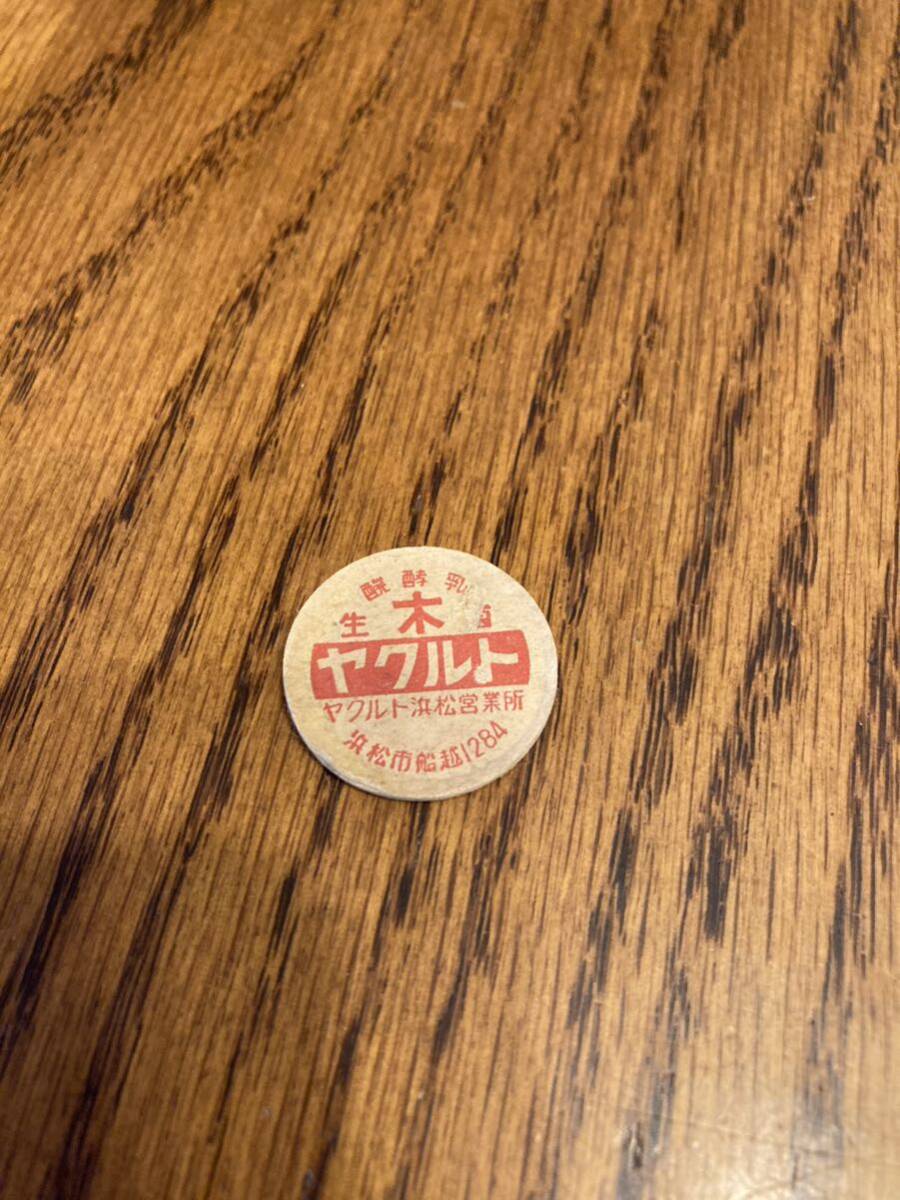 醗酵乳
生 木 菌
ヤクルト
ヤクルト浜松営業所
浜松市船越1284